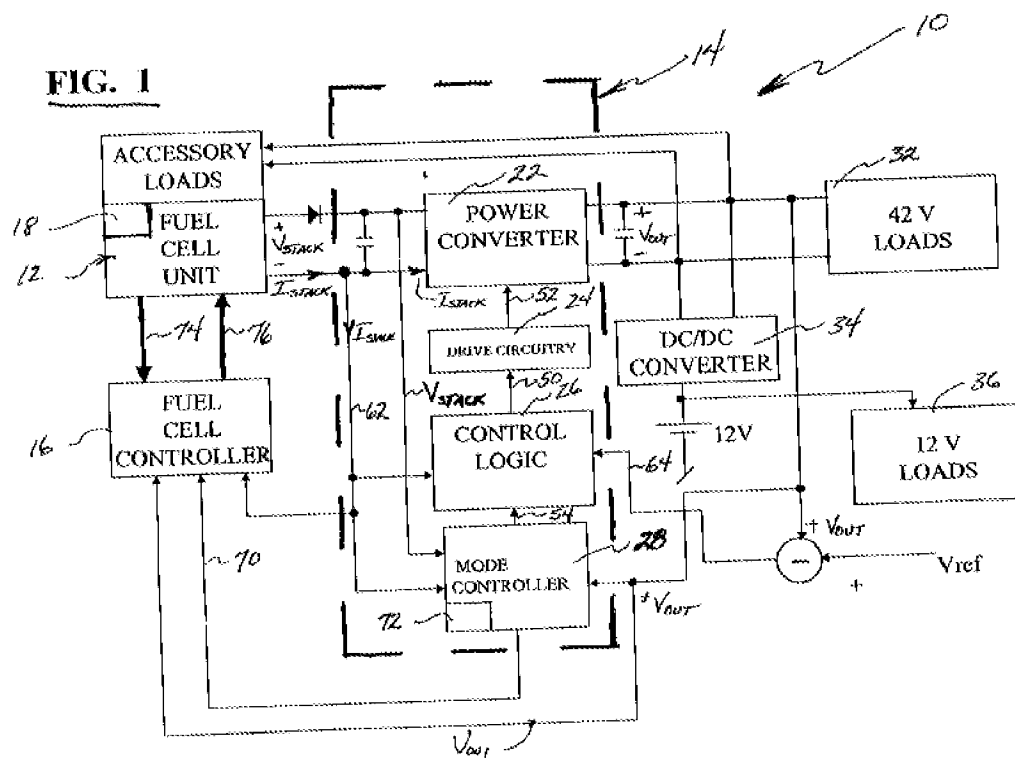 FIG. 1
10
14
ACCESSORY
LOADS
18
FUEL
CELL
UNIT
12
+
VSTACK
-
ISTACK
22
POWER
CONVERTER
+
VOUT
-
32
42 V
LOADS
ISTACK
52
24
DRIVE CIRCUITRY
34
DC/DC
CONVERTER
74
76
ISTACK
VSTACK
50
26
62
12V
36
12 V
LOADS
16
FUEL
CELL
CONTROLLER
CONTROL
LOGIC
64
54
28
+ VOUT
Vref
+
70
MODE
CONTROLLER
72
+ VOUT
VOUT